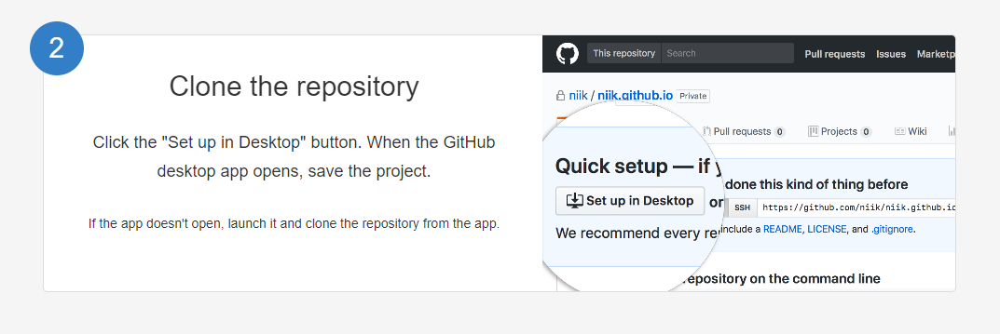 2
Clone the repository
Click the "Set up in Desktop" button. When the GitHub
desktop app opens, save the project.
If the app doesn't open, launch it and clone the repository from the app.
This repository Search Pull requests Issues Marketp
niik / niik.github.io Private
Pull requests 0 Projects 0 Wiki
Quick setup — if y
done this kind of thing before
Set up in Desktop or
SSH https://github.com/niik/niik.github.io
We recommend every re
include a README, LICENSE, and .gitignore.
repository on the command line